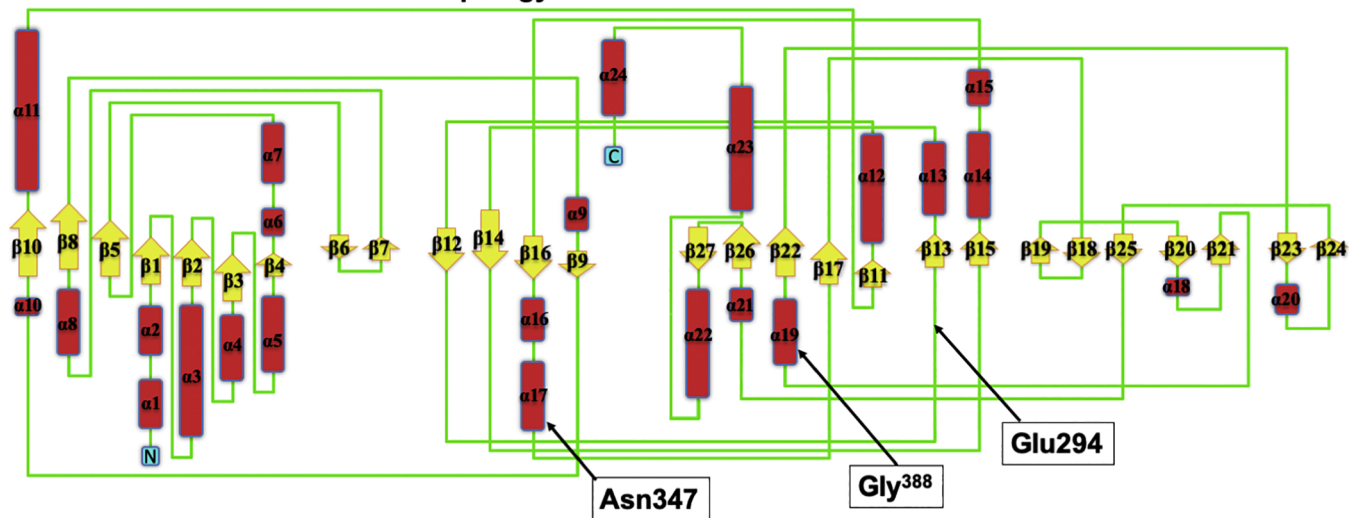 α24
α15
α11
α23
α7
α12
α13
α14
α6
α9
β10
β8
β5
β1
β2
β3
β4
β6
β7
β12
β14
β16
β9
β27
β26
β22
β17
β11
β13
β15
β19
β18
β25
β20
β21
β23
β24
C
α10
α8
α2
α3
α4
α5
α16
α22
α21
α19
α18
α20
α1
α17
N
Glu294
Gly³⁸⁸
Asn347